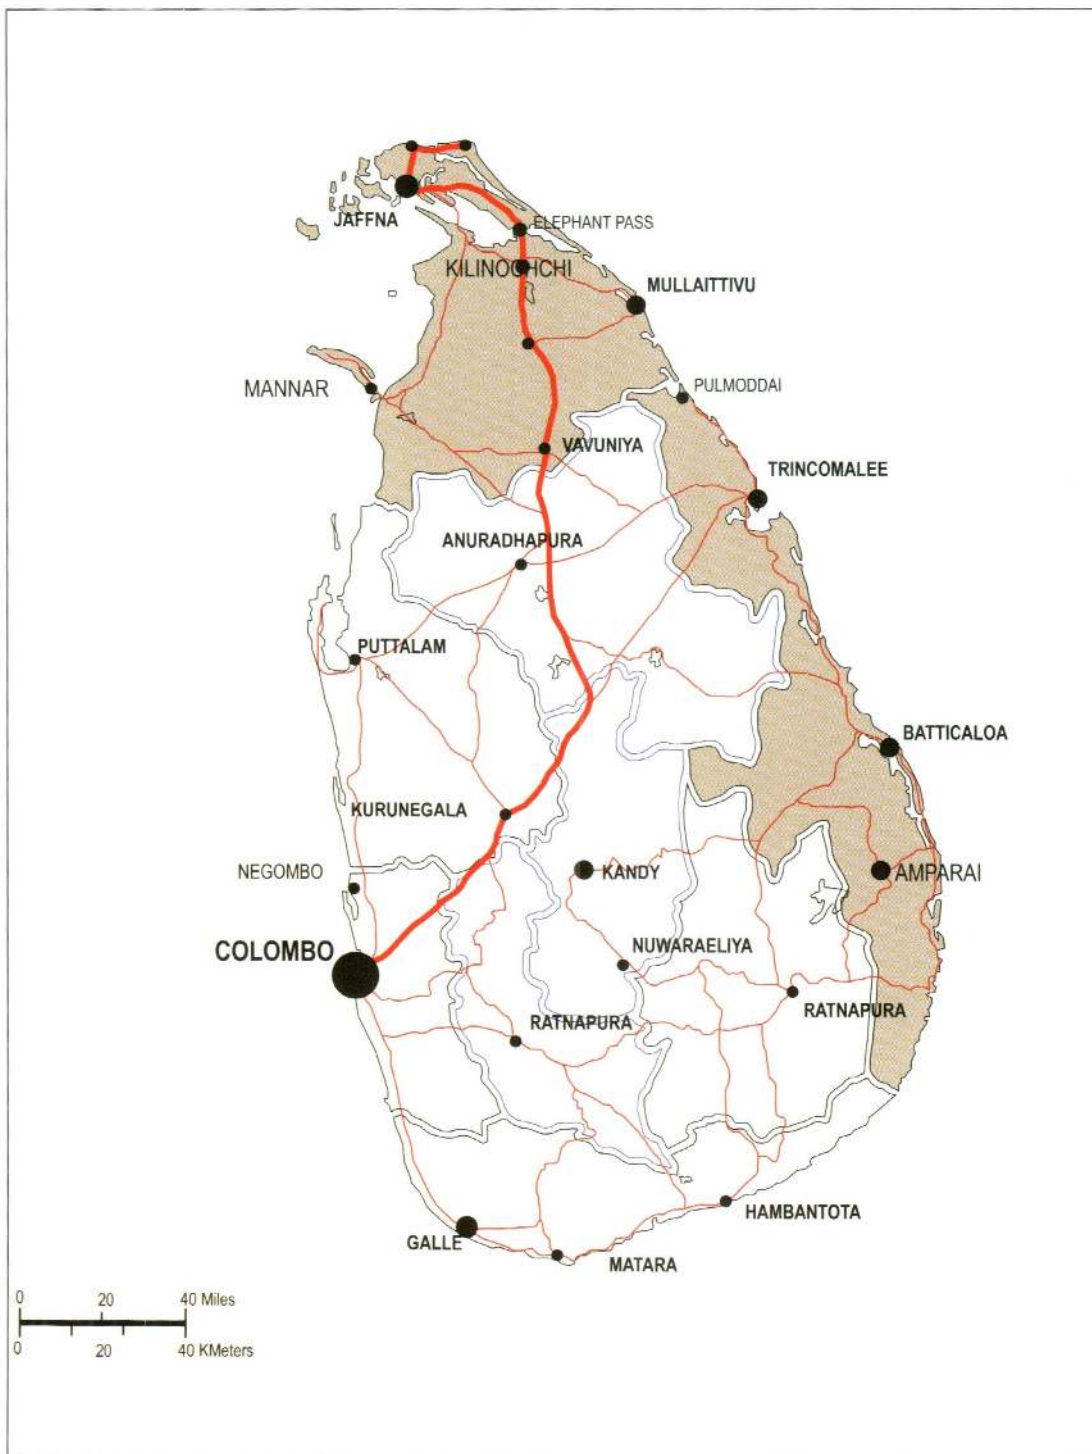 JAFFNA
ELEPHANT PASS
KILINOCHCHI
MULLAITTIVU
MANNAR
PULMODDAI
VAVUNIYA
TRINCOMALEE
ANURADHAPURA
PUTTALAM
BATTICALOA
KURUNEGALA
NEGOMBO
KANDY
AMPARAI
COLOMBO
NUWARAELIYA
RATNAPURA
RATNAPURA
HAMBANTOTA
GALLE
MATARA
0 20 40 Miles
0 20 40 KMeters